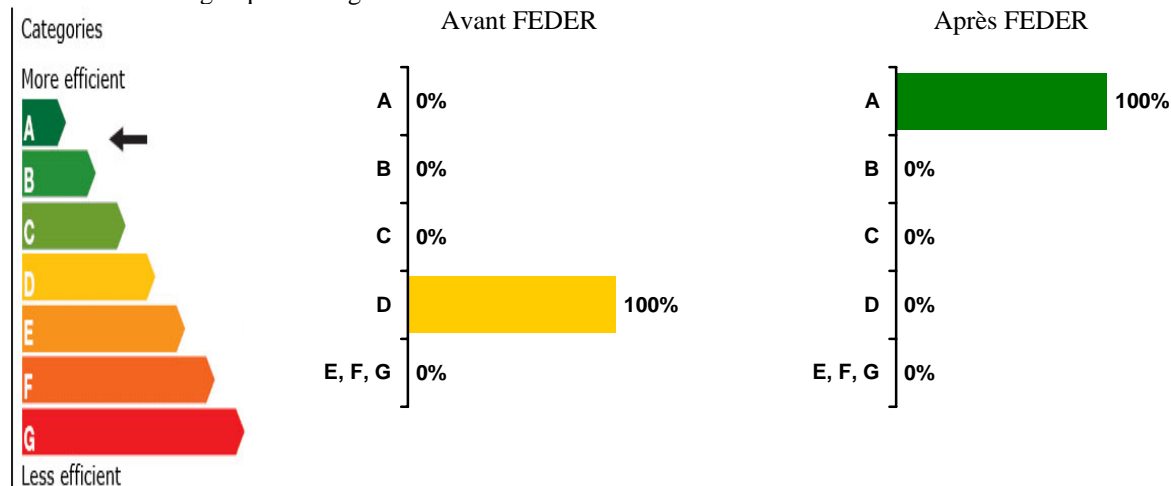 Categories
More efficient
A
B
C
D
E
F
G
Less efficient
Avant FEDER
A 0%
B 0%
C 0%
D 100%
E, F, G 0%
Après FEDER
A 100%
B 0%
C 0%
D 0%
E, F, G 0%